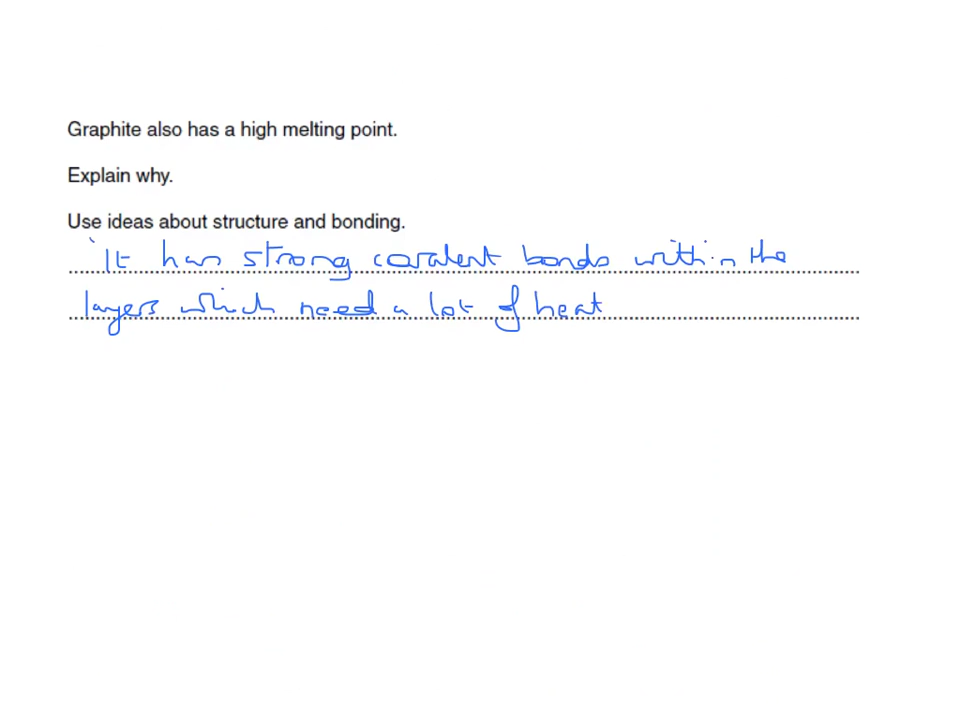 Graphite also has a high melting point.
Explain why.
Use ideas about structure and bonding.
It has strong covalent bonds within the
layers which need a lot of heat